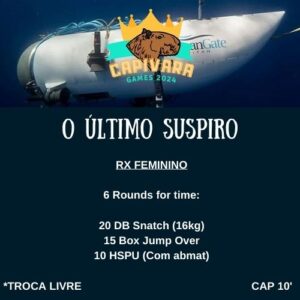 CAPIVARA
GAMES 2024
anGate
O ÚLTIMO SUSPIRO
RX FEMININO
6 Rounds for time:
20 DB Snatch (16kg)
15 Box Jump Over
10 HSPU (Com abmat)
*TROCA LIVRE
CAP 10'